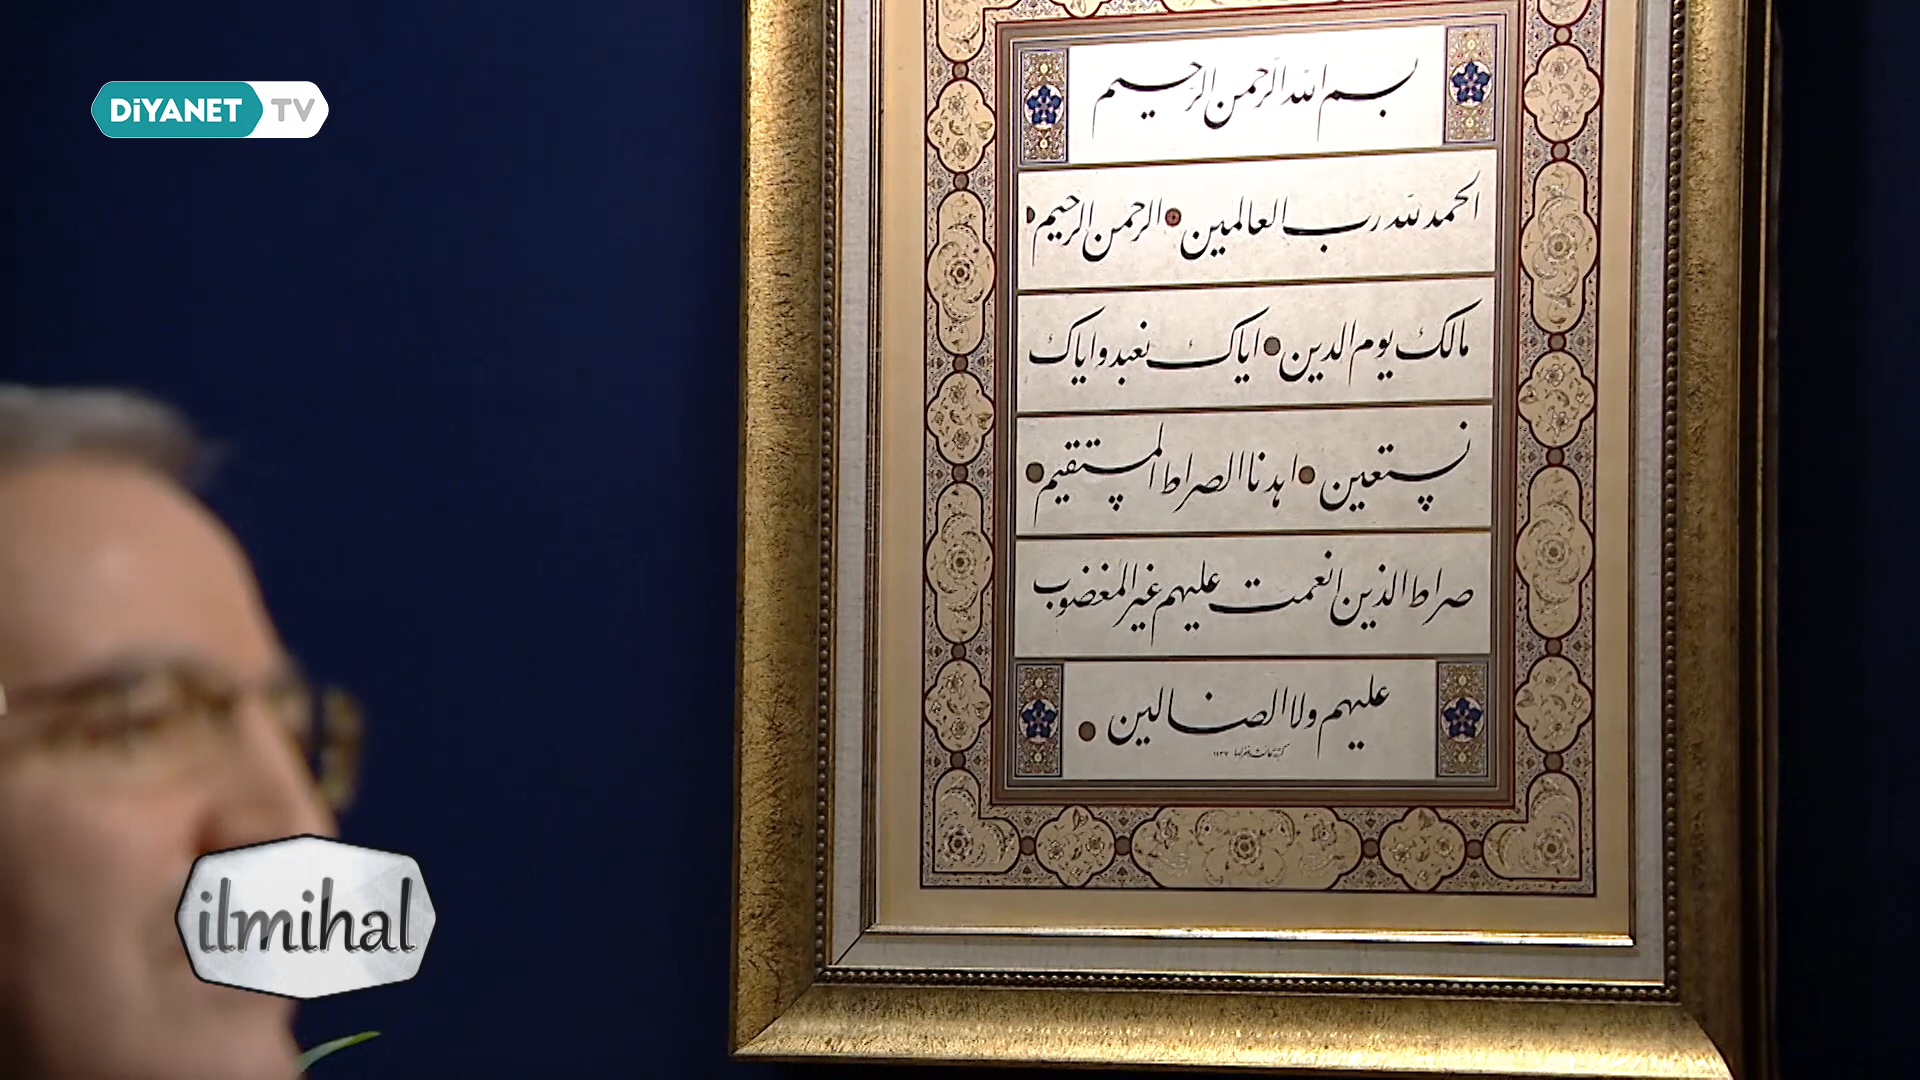 DİYANET TV
بسم الله الرحمن الرحيم
الحمد لله رب العالمين الرحمن الرحيم
مالك يوم الدين اياك نعبد واياك
نستعين اهدنا الصراط المستقيم
صراط الذين انعمت عليهم غير المغضوب
عليهم ولا الضالين
١٤٣٧
ilmihal